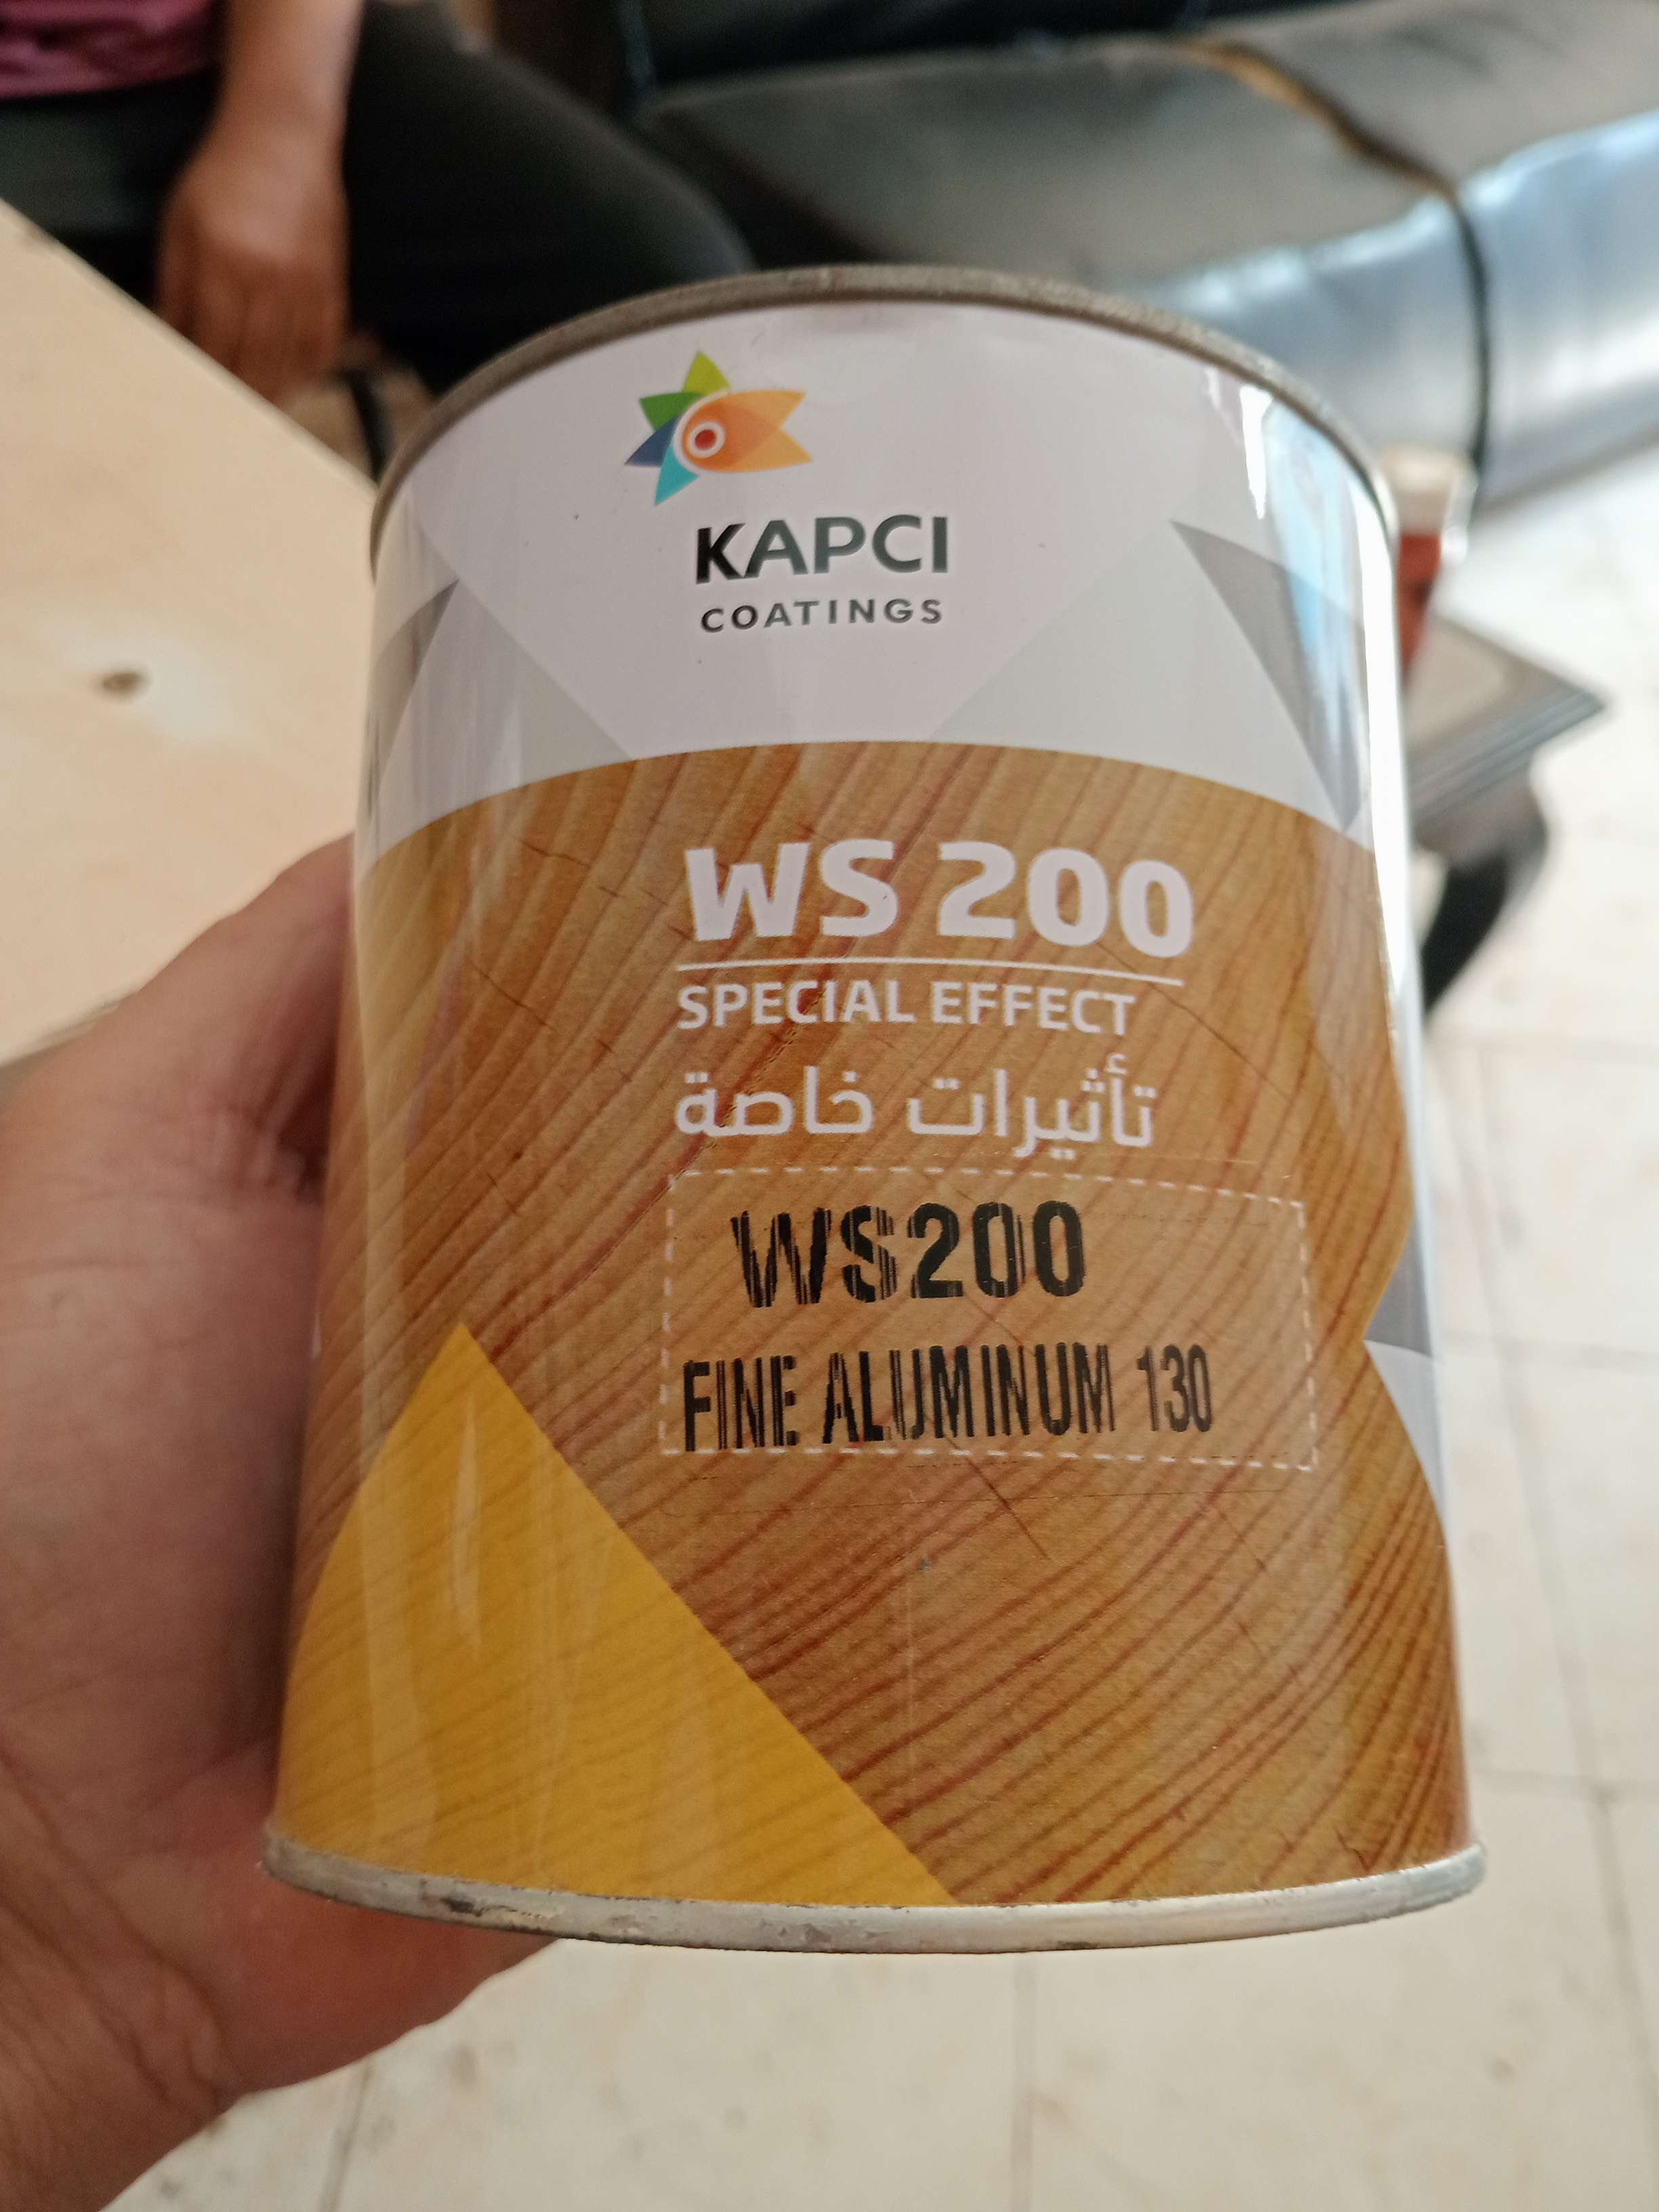 KAPCI
COATINGS
WS 200
SPECIAL EFFECT
تأثيرات خاصة
WS200
FINE ALUMINUM 130